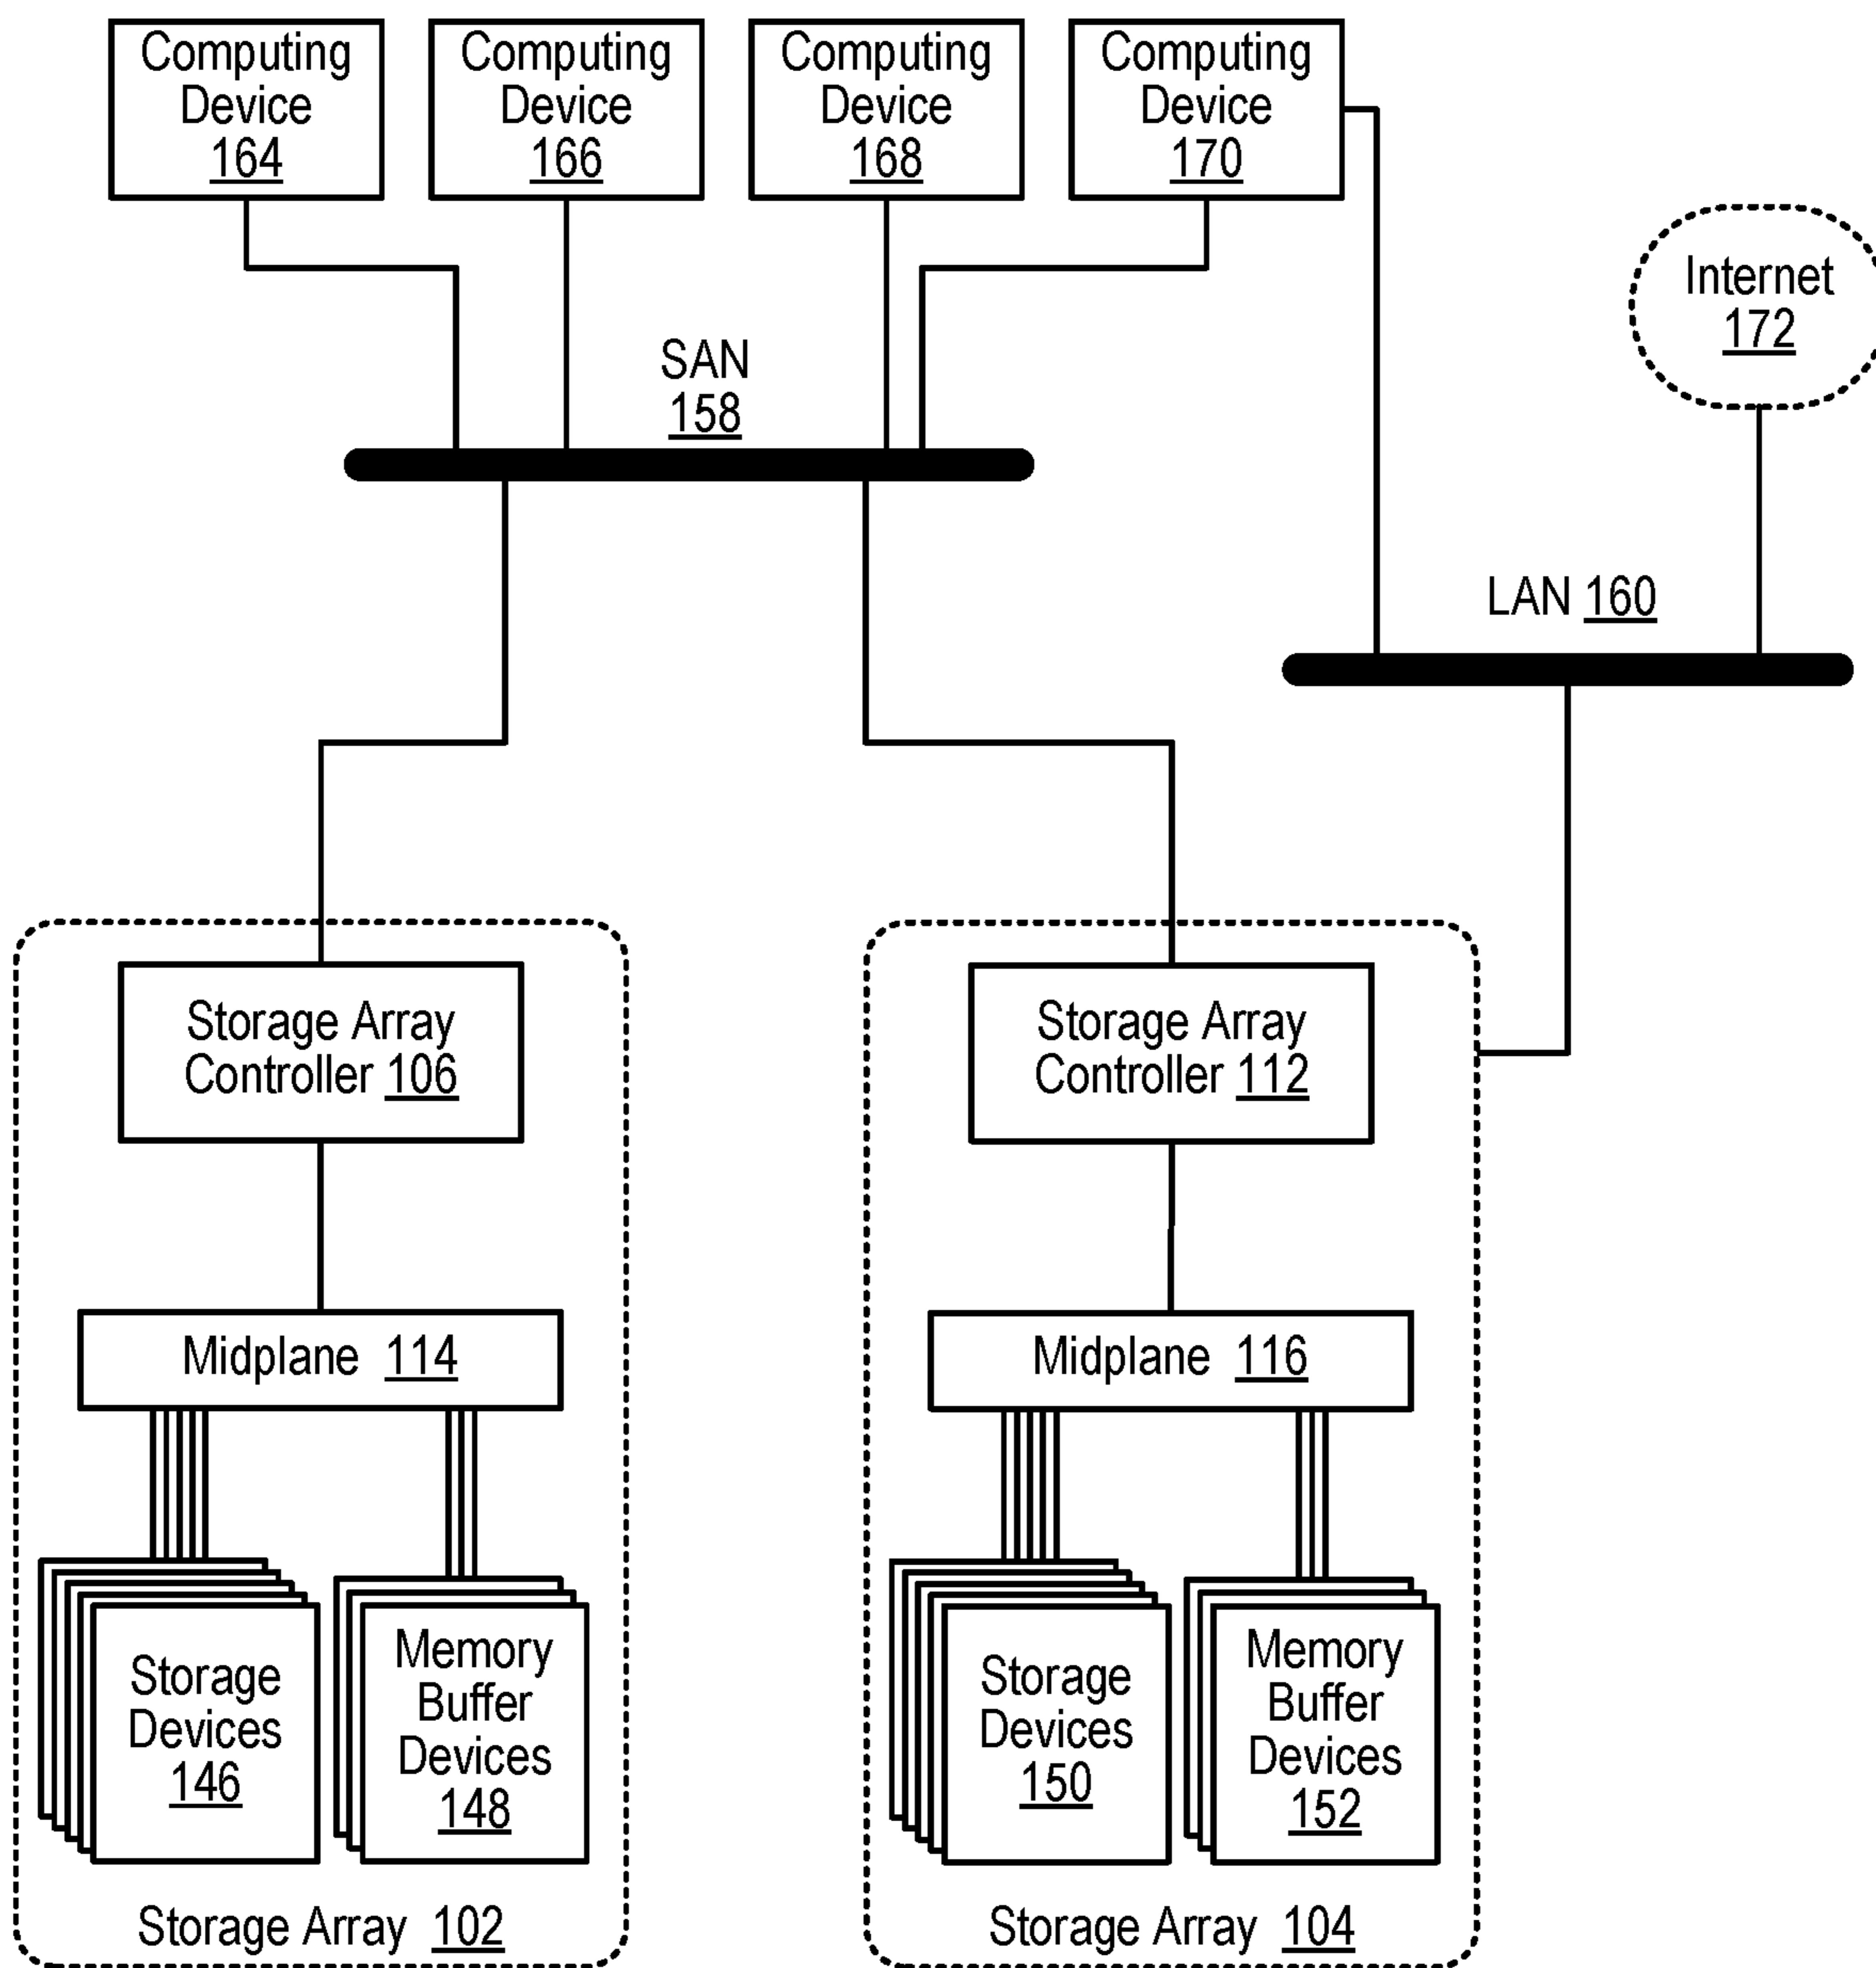 Computing
Device
164
Computing
Device
166
Computing
Device
168
Computing
Device
170
Internet
172
SAN
158
LAN 160
Storage Array
Controller 106
Storage Array
Controller 112
Midplane 114
Midplane 116
Storage
Devices
146
Memory
Buffer
Devices
148
Storage
Devices
150
Memory
Buffer
Devices
152
Storage Array 102
Storage Array 104